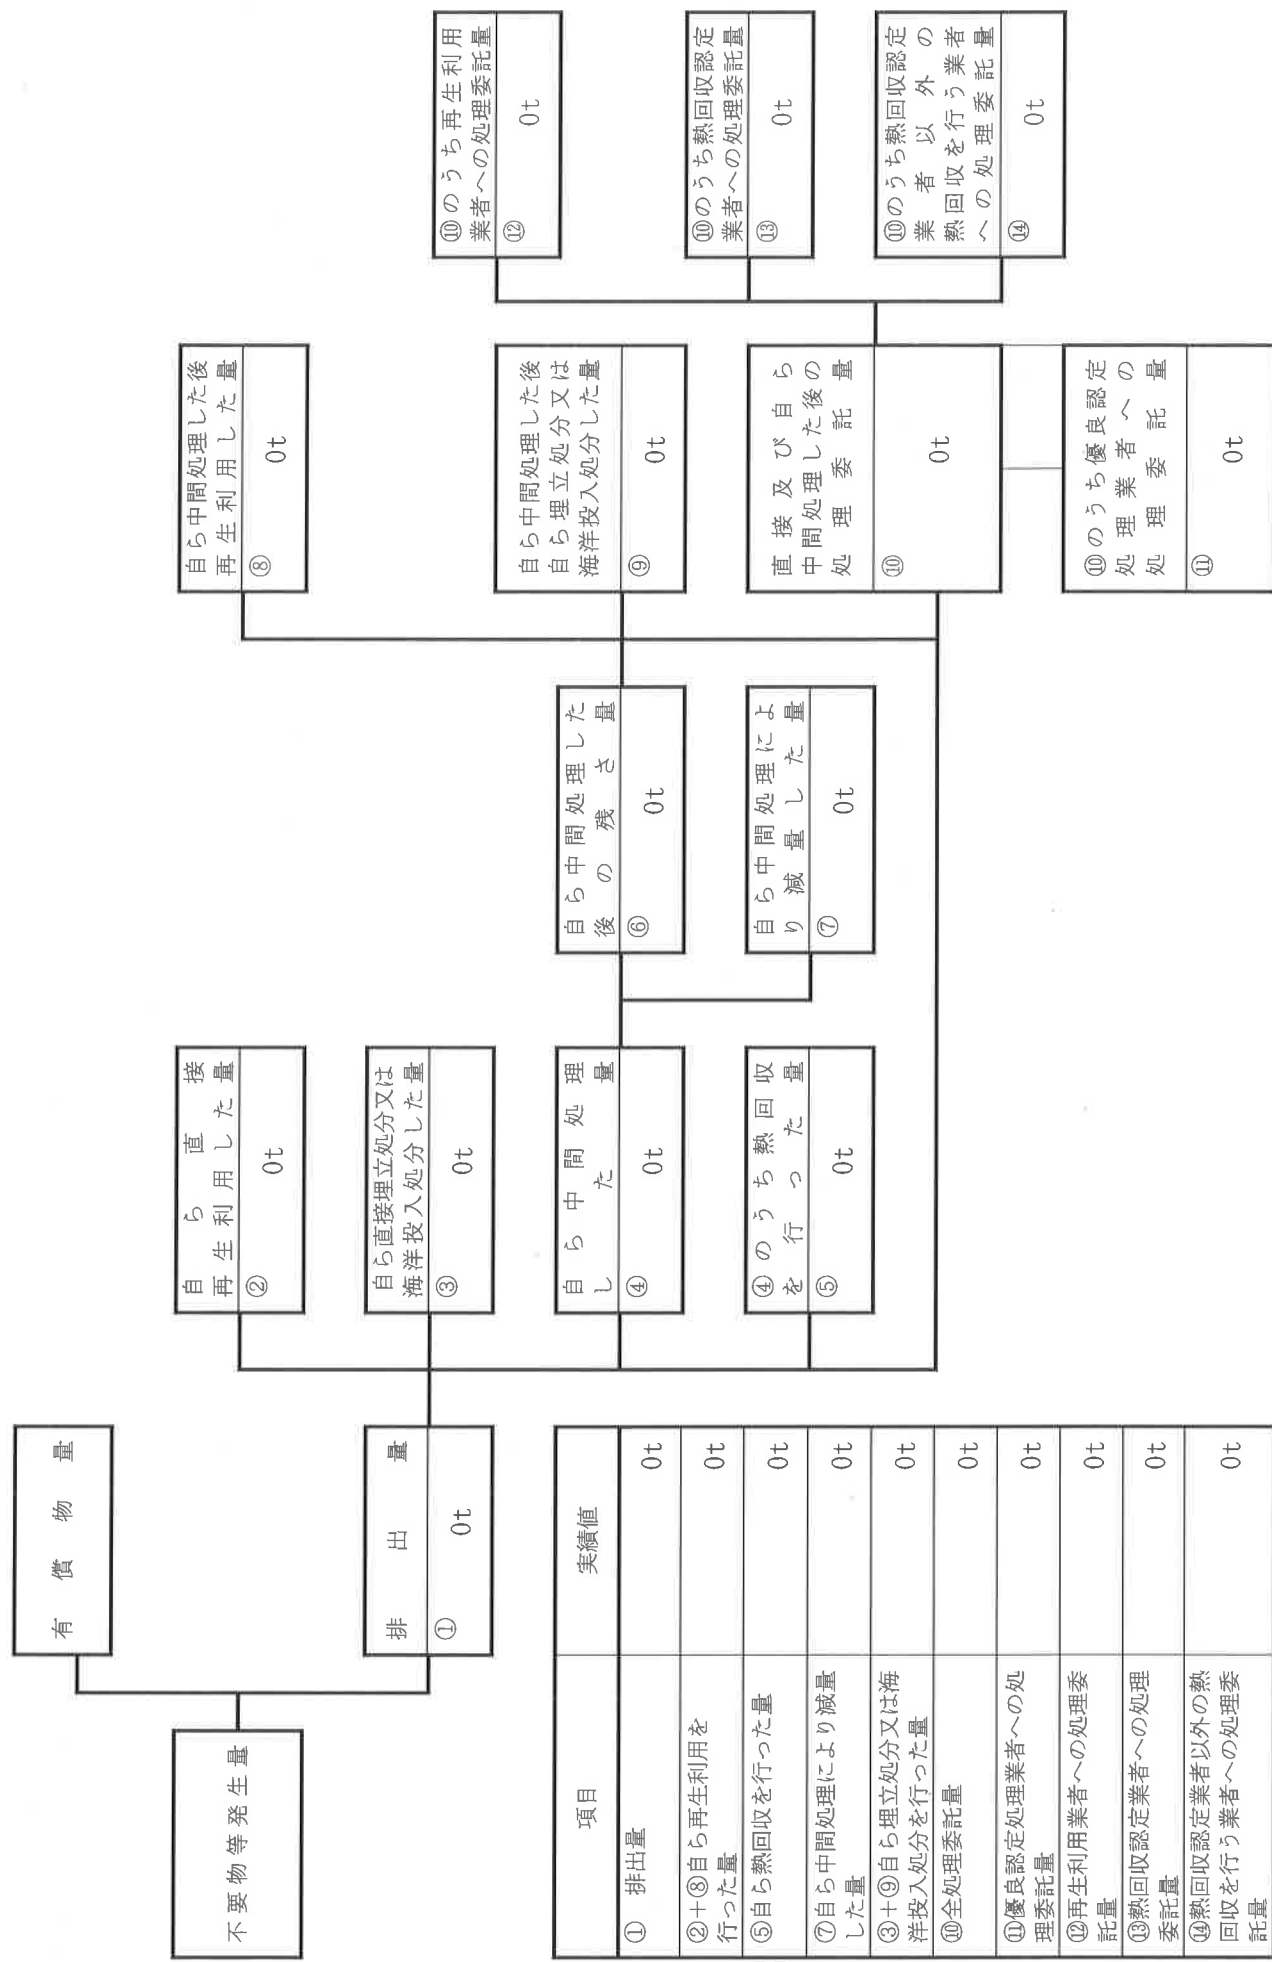 不要物等発生量
有償物量
排出量
① 0t
自ら直接
再生利用した量
② 0t
自ら直接埋立処分又は
海洋投入処分した量
③ 0t
自ら中間処理
した量
④ 0t
④のうち熱回収
を行った量
⑤ 0t
自ら中間処理した
後の残さ量
⑥ 0t
自ら中間処理によ
り減量した量
⑦ 0t
自ら中間処理した後
再生利用した量
⑧ 0t
自ら中間処理した後
自ら埋立処分又は
海洋投入処分した量
⑨ 0t
直接及び自ら
中間処理した後の
処理委託量
⑩ 0t
⑩のうち優良認定
処理業者への
処理委託量
⑪ 0t
⑩のうち再生利用
業者への処理委託量
⑫ 0t
⑩のうち熱回収認定
業者への処理委託量
⑬ 0t
⑩のうち熱回収認定
業者以外の
熱回収を行う業者
への処理委託量
⑭ 0t
項目 実績値
① 排出量 0t
②+⑧自ら再生利用を
行った量 0t
⑤自ら熱回収を行った量 0t
⑦自ら中間処理により減量
した量 0t
③+⑨自ら埋立処分又は海
洋投入処分を行った量 0t
⑩全処理委託量 0t
⑪優良認定処理業者への処
理委託量 0t
⑫再生利用業者への処理委
託量 0t
⑬熱回収認定業者への処理
委託量 0t
⑭熱回収認定業者以外の熱
回収を行う業者への処理委
託量 0t